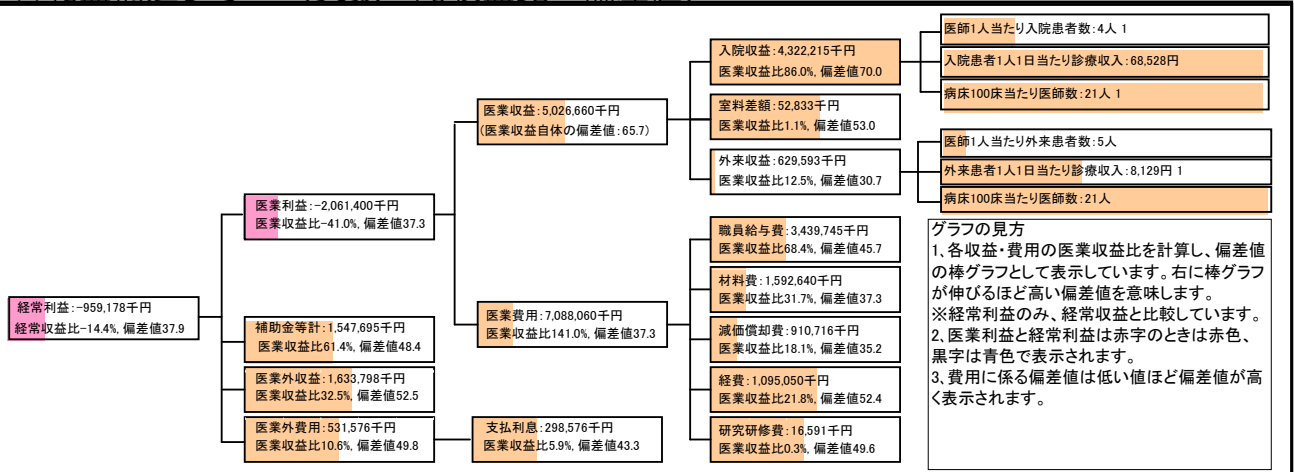 経常利益:-959,178千円
経常収支比-14.4%, 偏差値37.9
医業利益:-2,061,400千円
医業収益比-41.0%, 偏差値37.3
補助金等計:1,547,695千円
医業収益比61.4%, 偏差値48.4
医業外収益:1,633,798千円
医業収益比32.5%, 偏差値52.5
医業外費用:531,576千円
医業収益比10.6%, 偏差値49.8
支払利息:298,576千円
医業収益比5.9%, 偏差値43.3
医業収益:5,026,660千円
(医業収益自体の偏差値:65.7)
医業費用:7,088,060千円
医業収益比141.0%, 偏差値37.3
入院収益:4,322,215千円
医業収益比86.0%, 偏差値70.0
室料差額:52,833千円
医業収益比1.1%, 偏差値53.0
外来収益:629,593千円
医業収益比12.5%, 偏差値30.7
職員給与費:3,439,745千円
医業収益比68.4%, 偏差値45.7
材料費:1,592,640千円
医業収益比31.7%, 偏差値37.3
減価償却費:910,716千円
医業収益比18.1%, 偏差値35.2
経費:1,095,050千円
医業収益比21.8%, 偏差値52.4
研究研修費:16,591千円
医業収益比0.3%, 偏差値49.6
医師1人当たり入院患者数:4人 1
入院患者1人1日当たり診療収入:68,528円
病床100床当たり医師数:21人 1
医師1人当たり外来患者数:5人
外来患者1人1日当たり診療収入:8,129円 1
病床100床当たり医師数:21人
グラフの見方
1、各収益・費用の医業収益比を計算し、偏差値
の棒グラフとして表示しています。右に棒グラフ
が伸びるほど高い偏差値を意味します。
※経常利益のみ、経常収益と比較しています。
2、医業利益と経常利益は赤字のときは赤色、
黒字は青色で表示されます。
3、費用に係る偏差値は低い値ほど偏差値が高
く表示されます。